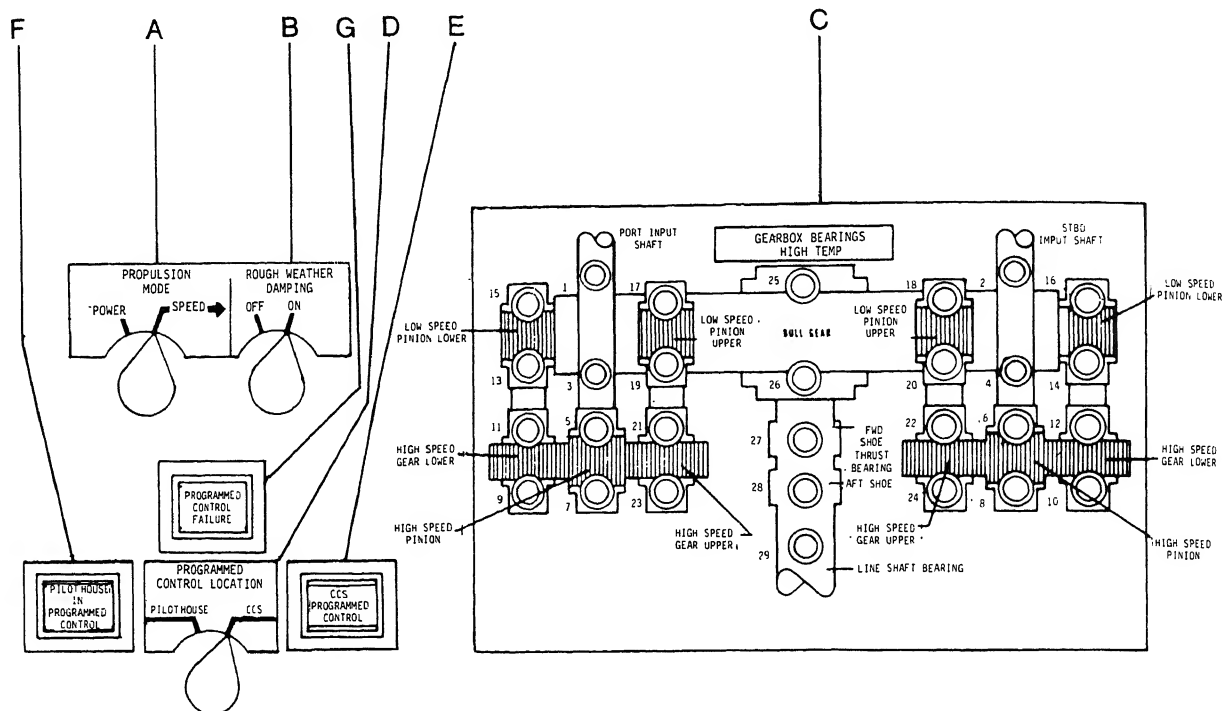 F
A
B
G
D
E
C
PROPULSION
MODE
POWER
SPEED
ROUGH WEATHER
DAMPING
OFF
ON
PROGRAMMED
CONTROL
FAILURE
PILOT HOUSE
IN
PROGRAMMED
CONTROL
PROGRAMMED
CONTROL LOCATION
PILOT HOUSE
CCS
CCS
PROGRAMMED
CONTROL
PORT INPUT
SHAFT
GEARBOX BEARINGS
HIGH TEMP
STBD
IMPUT SHAFT
15
1
17
25
18
2
16
LOW SPEED
PINION LOWER
LOW SPEED
PINION
UPPER
BULL GEAR
LOW SPEED
PINION
UPPER
LOW SPEED
PINION LOWER
13
3
19
26
20
4
14
11
5
21
27
22
6
12
FWD
SHOE
THRUST
BEARING
AFT SHOE
HIGH SPEED
GEAR LOWER
HIGH SPEED
GEAR LOWER
9
7
23
28
24
8
10
HIGH SPEED
PINION
HIGH SPEED
GEAR UPPER
29
HIGH SPEED
GEAR UPPER
HIGH SPEED
PINION
LINE SHAFT BEARING